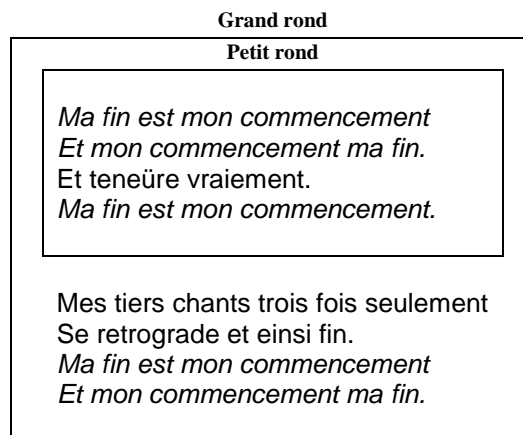 Grand rond
Petit rond
Ma fin est mon commencement
Et mon commencement ma fin.
Et teneüre vraiement.
Ma fin est mon commencement.
Mes tiers chants trois fois seulement
Se retrograde et einsi fin.
Ma fin est mon commencement
Et mon commencement ma fin.